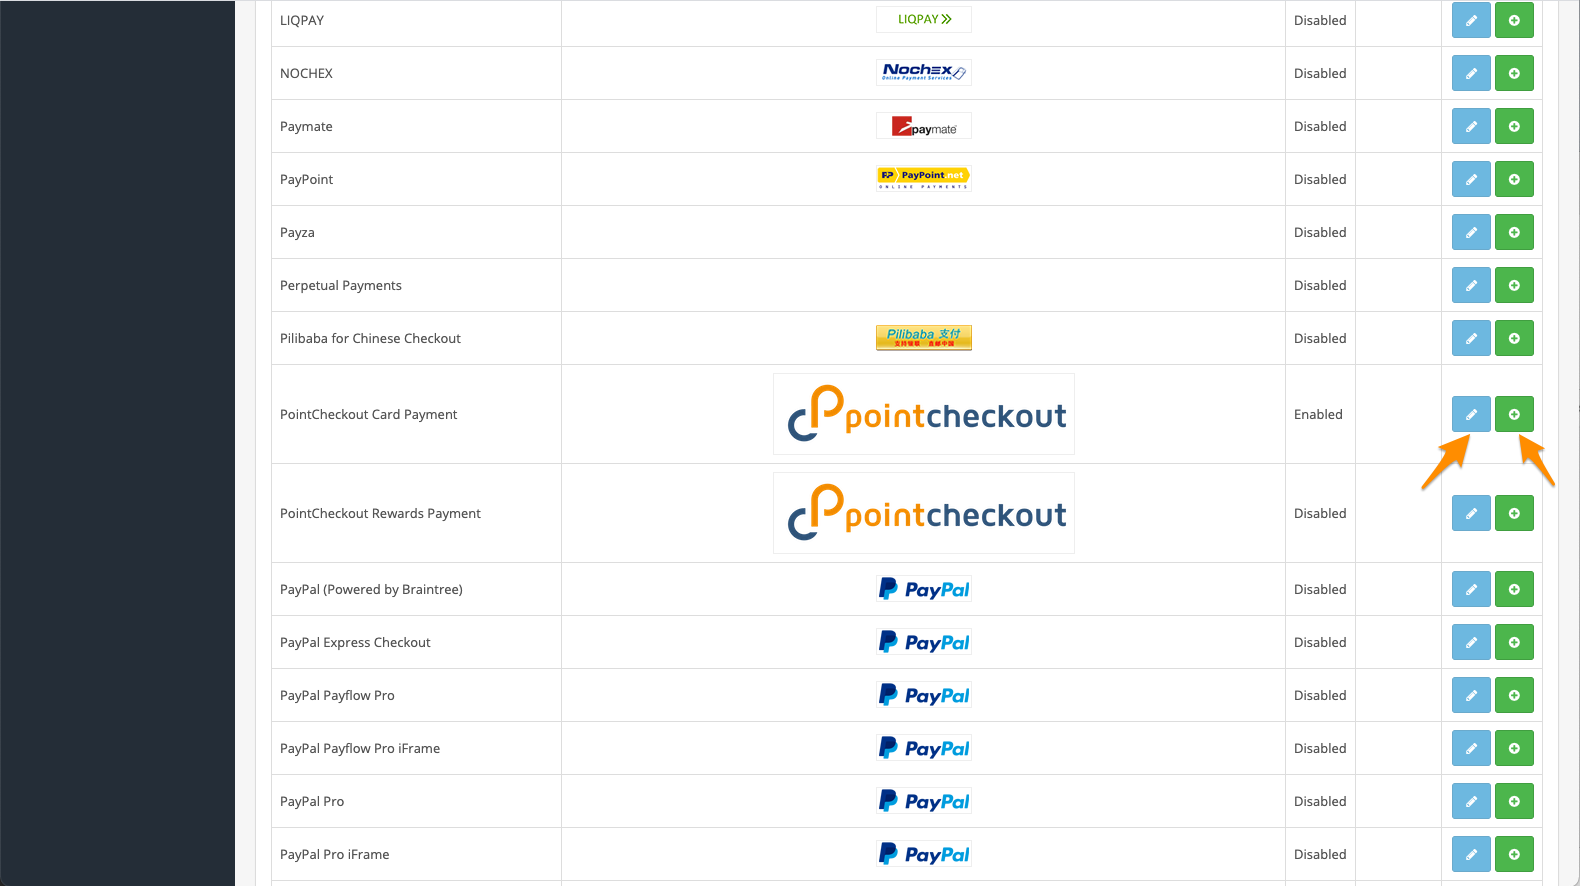 LIQPAY LIQPAY Disabled
NOCHEX NOCHEX Disabled
Online Payment Services
Paymate paymate Disabled
PayPoint PP PayPoint.net Disabled
ONLINE PAYMENTS
Payza Disabled
Perpetual Payments Disabled
Pilibaba for Chinese Checkout Pilibaba 支付 Disabled
PointCheckout Card Payment pointcheckout Enabled
PointCheckout Rewards Payment pointcheckout Disabled
PayPal (Powered by Braintree) PayPal Disabled
PayPal Express Checkout PayPal Disabled
PayPal Payflow Pro PayPal Disabled
PayPal Payflow Pro iFrame PayPal Disabled
PayPal Pro PayPal Disabled
PayPal Pro iFrame PayPal Disabled